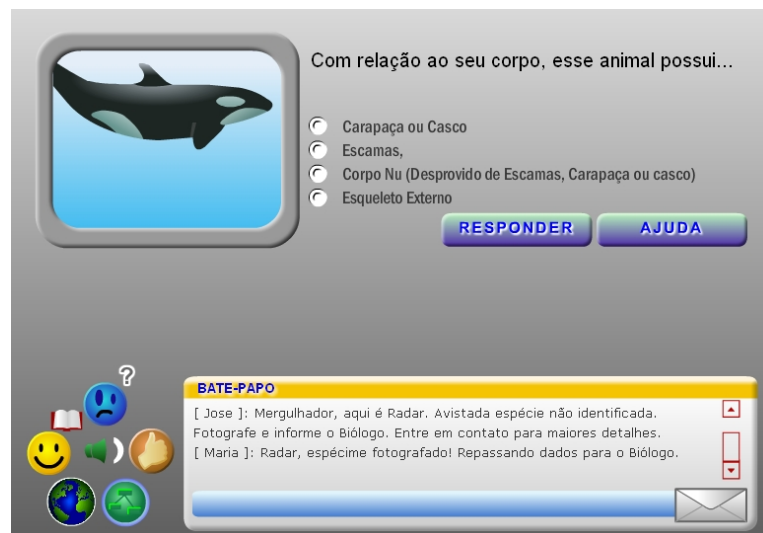 Com relação ao seu corpo, esse animal possui...
Carapaça ou Casco
Escamas,
Corpo Nu (Desprovido de Escamas, Carapaça ou casco)
Esqueleto Externo
RESPONDER
AJUDA
?
BATE-PAPO
[ Jose ]: Mergulhador, aqui é Radar. Avistada espécie não identificada.
Fotografe e informe o Biólogo. Entre em contato para maiores detalhes.
[ Maria ]: Radar, espécime fotografado! Repassando dados para o Biólogo.